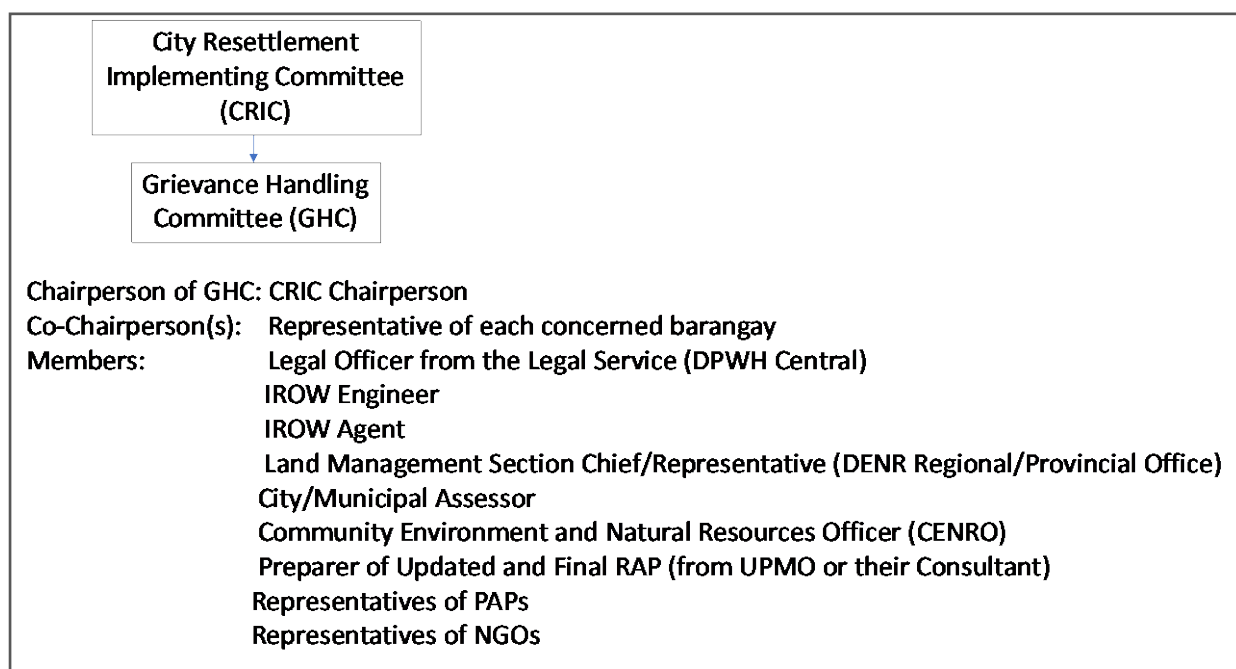 City Resettlement
Implementing Committee
(CRIC)
Grievance Handling
Committee (GHC)
Chairperson of GHC: CRIC Chairperson
Co-Chairperson(s): Representative of each concerned barangay
Members: Legal Officer from the Legal Service (DPWH Central)
IROW Engineer
IROW Agent
Land Management Section Chief/Representative (DENR Regional/Provincial Office)
City/Municipal Assessor
Community Environment and Natural Resources Officer (CENRO)
Preparer of Updated and Final RAP (from UPMO or their Consultant)
Representatives of PAPs
Representatives of NGOs